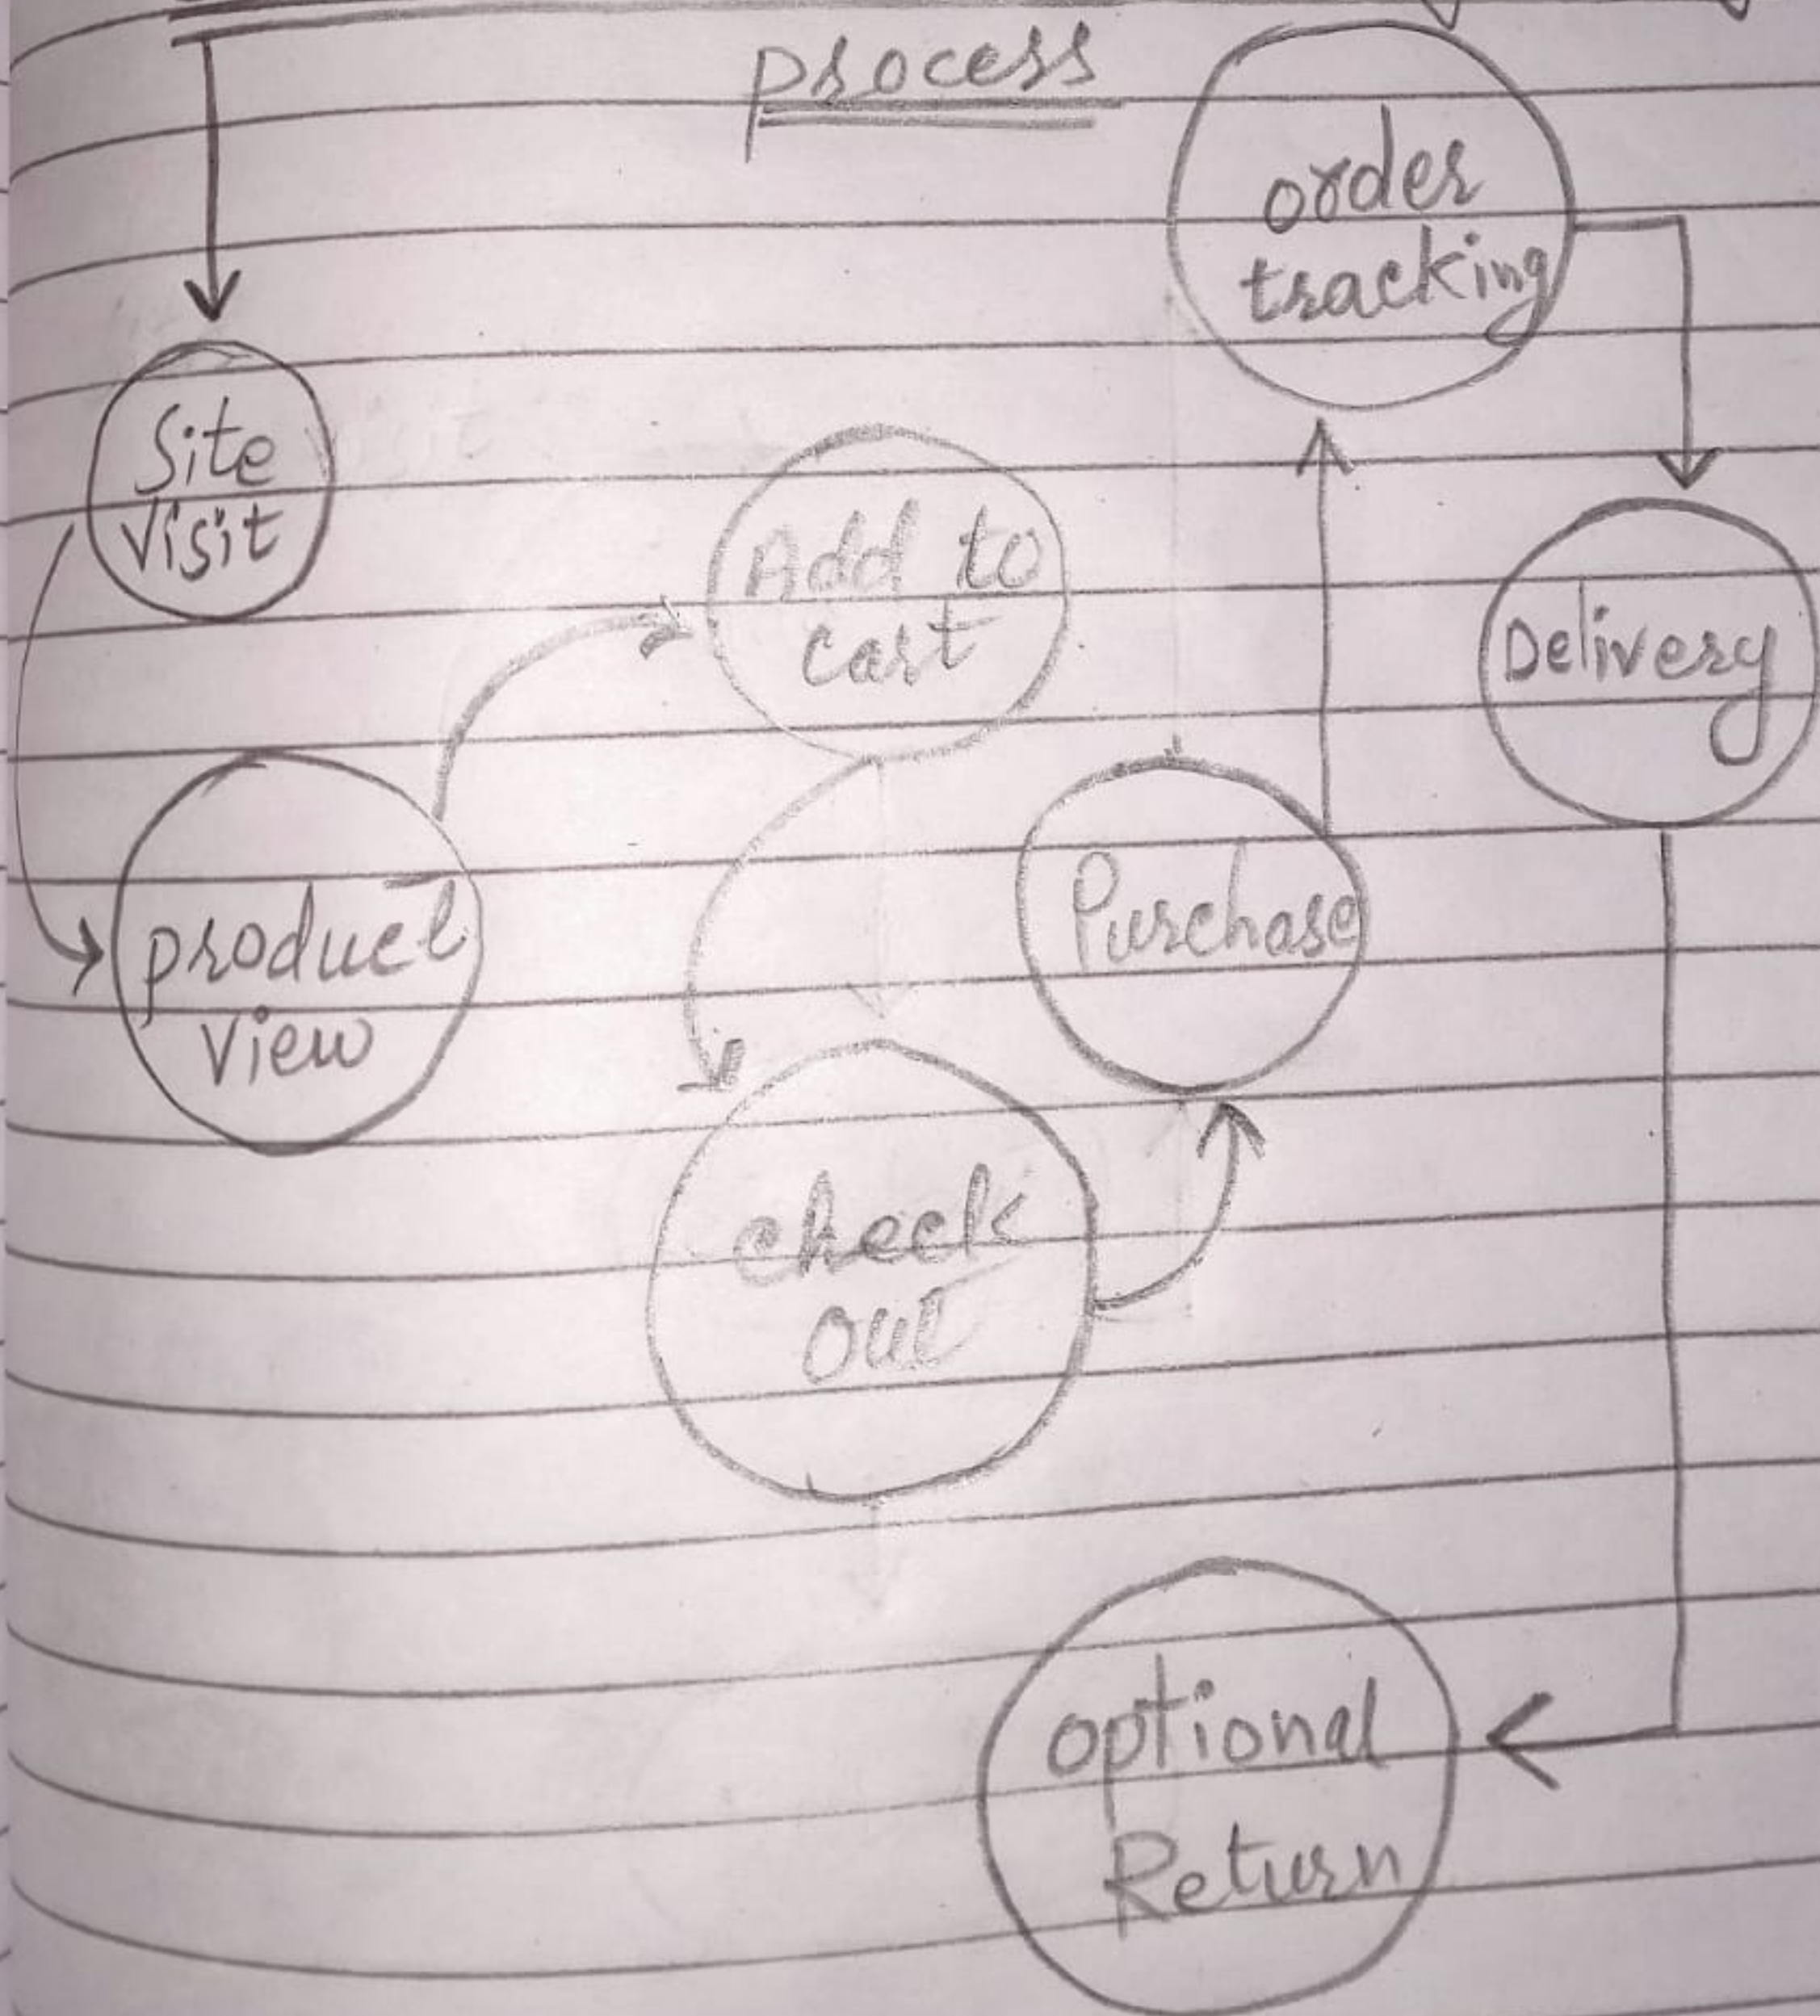 process
order
tracking
Site
Visit
Add to
cart
Delivery
product
View
Purchase
check
out
optional
Return